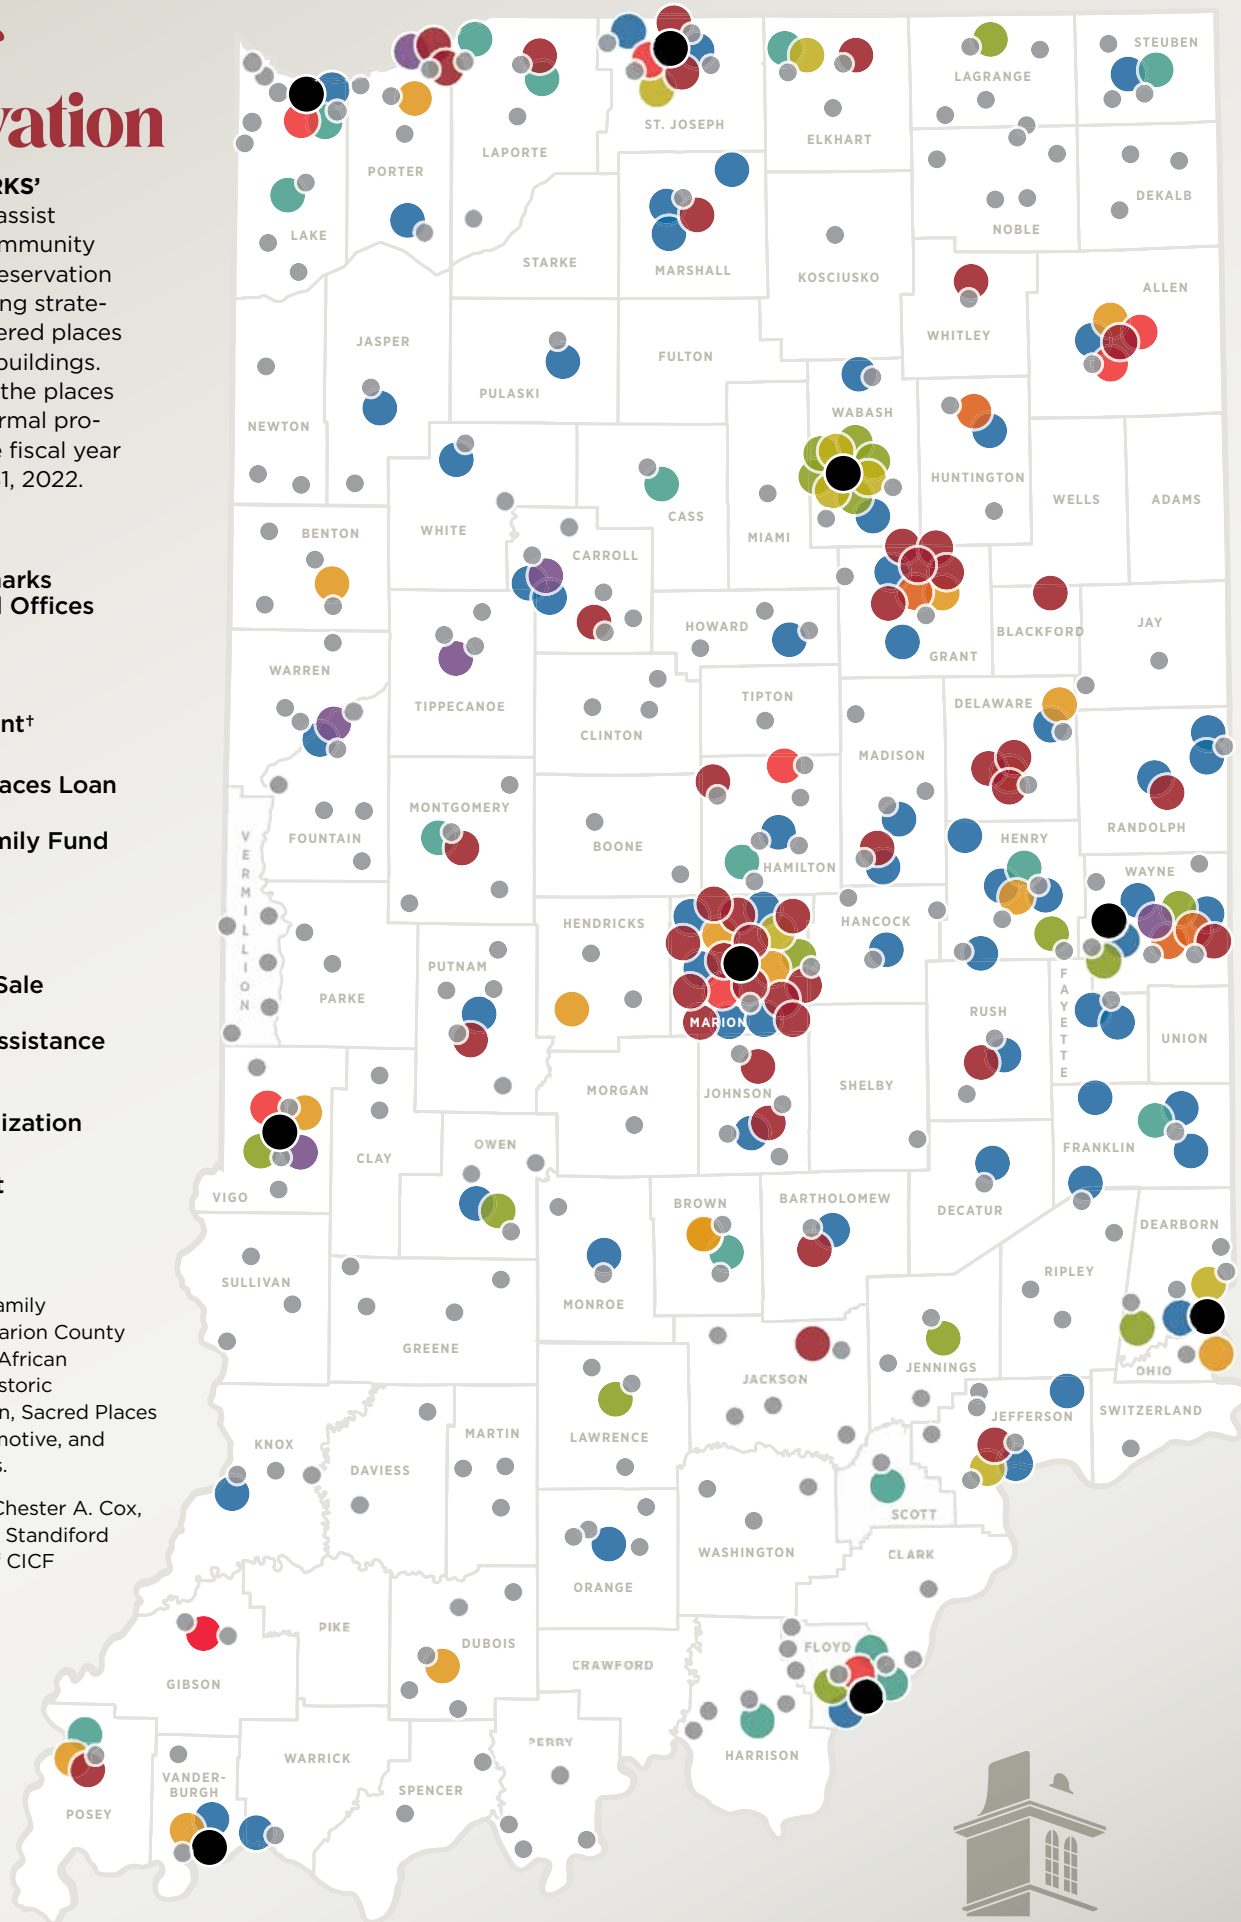 vation
RKS'
assist
mmunity
eservation
ng strate-
ered places
buildings.
the places
rmal pro-
e fiscal year
31, 2022.
arks
l Offices
nt†
aces Loan
mily Fund
Sale
ssistance
ization
t
amily
arion County
African
storic
n, Sacred Places
motive, and
s.
Chester A. Cox,
Standiford
CICF
LAKE
PORTER
LAPORTE
ST. JOSEPH
ELKHART
LAGRANGE
STEUBEN
NOBLE
DEKALB
STARKE
MARSHALL
KOSCIUSKO
WHITLEY
ALLEN
NEWTON
JASPER
PULASKI
FULTON
WABASH
HUNTINGTON
WELLS
ADAMS
BENTON
WHITE
CASS
MIAMI
CARROLL
HOWARD
GRANT
BLACKFORD
JAY
WARREN
TIPPECANOE
CLINTON
TIPTON
MADISON
DELAWARE
RANDOLPH
VERMILLION
FOUNTAIN
MONTGOMERY
BOONE
HAMILTON
HENRY
WAYNE
PARKE
PUTNAM
HENDRICKS
MARION
HANCOCK
RUSH
FAYETTE
UNION
VIGO
CLAY
OWEN
MORGAN
JOHNSON
SHELBY
DECATUR
FRANKLIN
SULLIVAN
GREENE
MONROE
BROWN
BARTHOLOMEW
JENNINGS
RIPLEY
DEARBORN
OHIO
KNOX
DAVIESS
MARTIN
LAWRENCE
JACKSON
JEFFERSON
SWITZERLAND
SCOTT
ORANGE
WASHINGTON
CLARK
GIBSON
PIKE
DUBOIS
CRAWFORD
FLOYD
HARRISON
POSEY
VANDER-
BURGH
WARRICK
SPENCER
PERRY